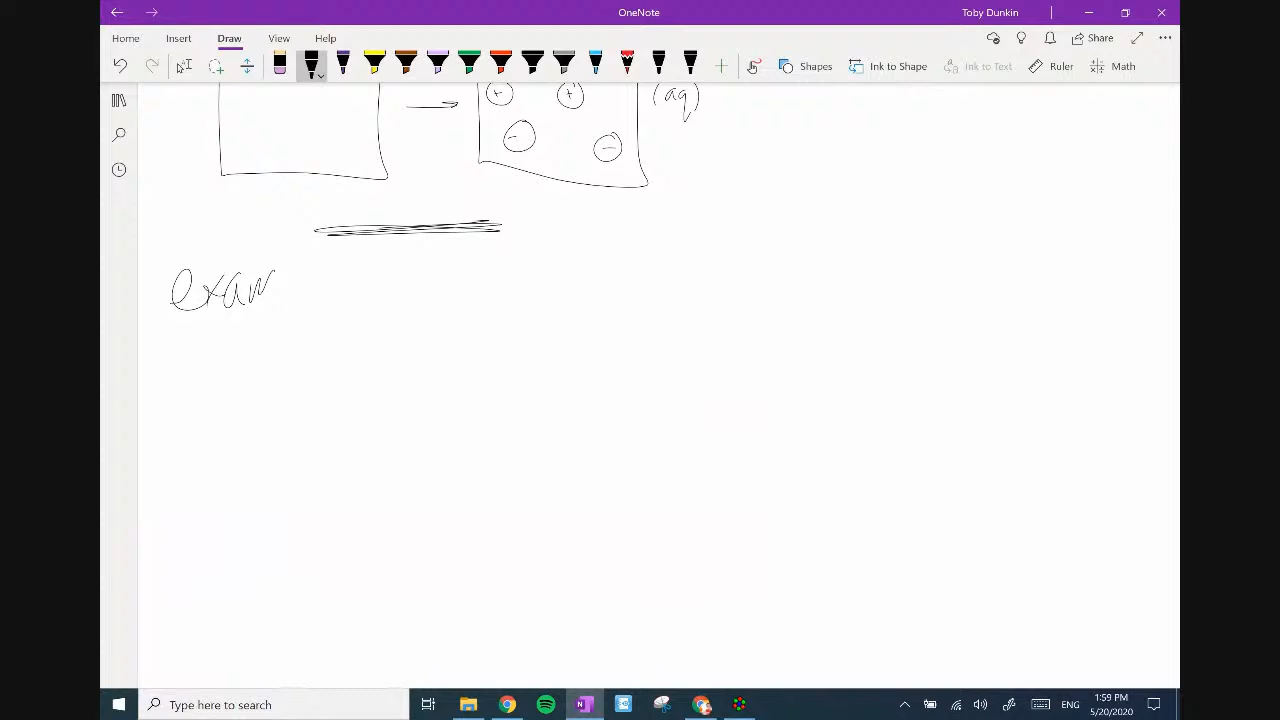 OneNote
Toby Dunkin
Home Insert Draw View Help
Share
Shapes Ink to Shape Ink to Text Ruler Math
+ +
(aq)
- -
exam
Type here to search
ENG
1:59 PM
5/20/2020